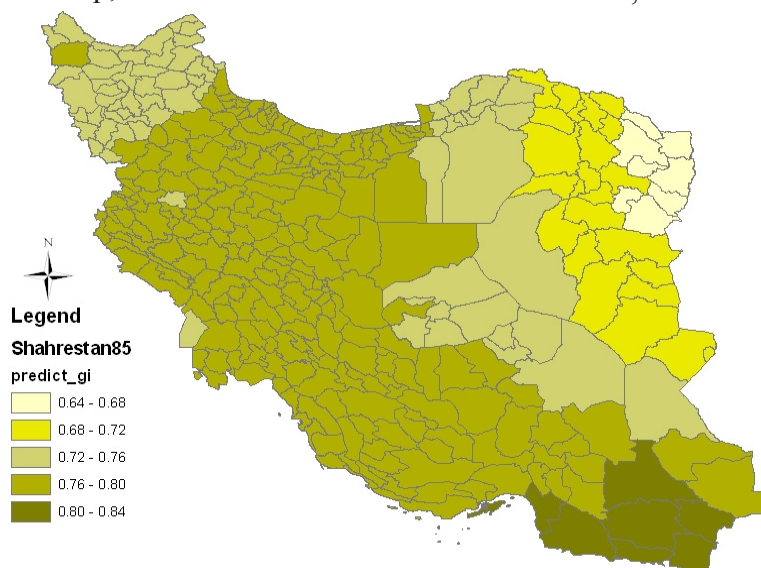 N
Legend
Shahrestan85
predict_gi
0.64 - 0.68
0.68 - 0.72
0.72 - 0.76
0.76 - 0.80
0.80 - 0.84